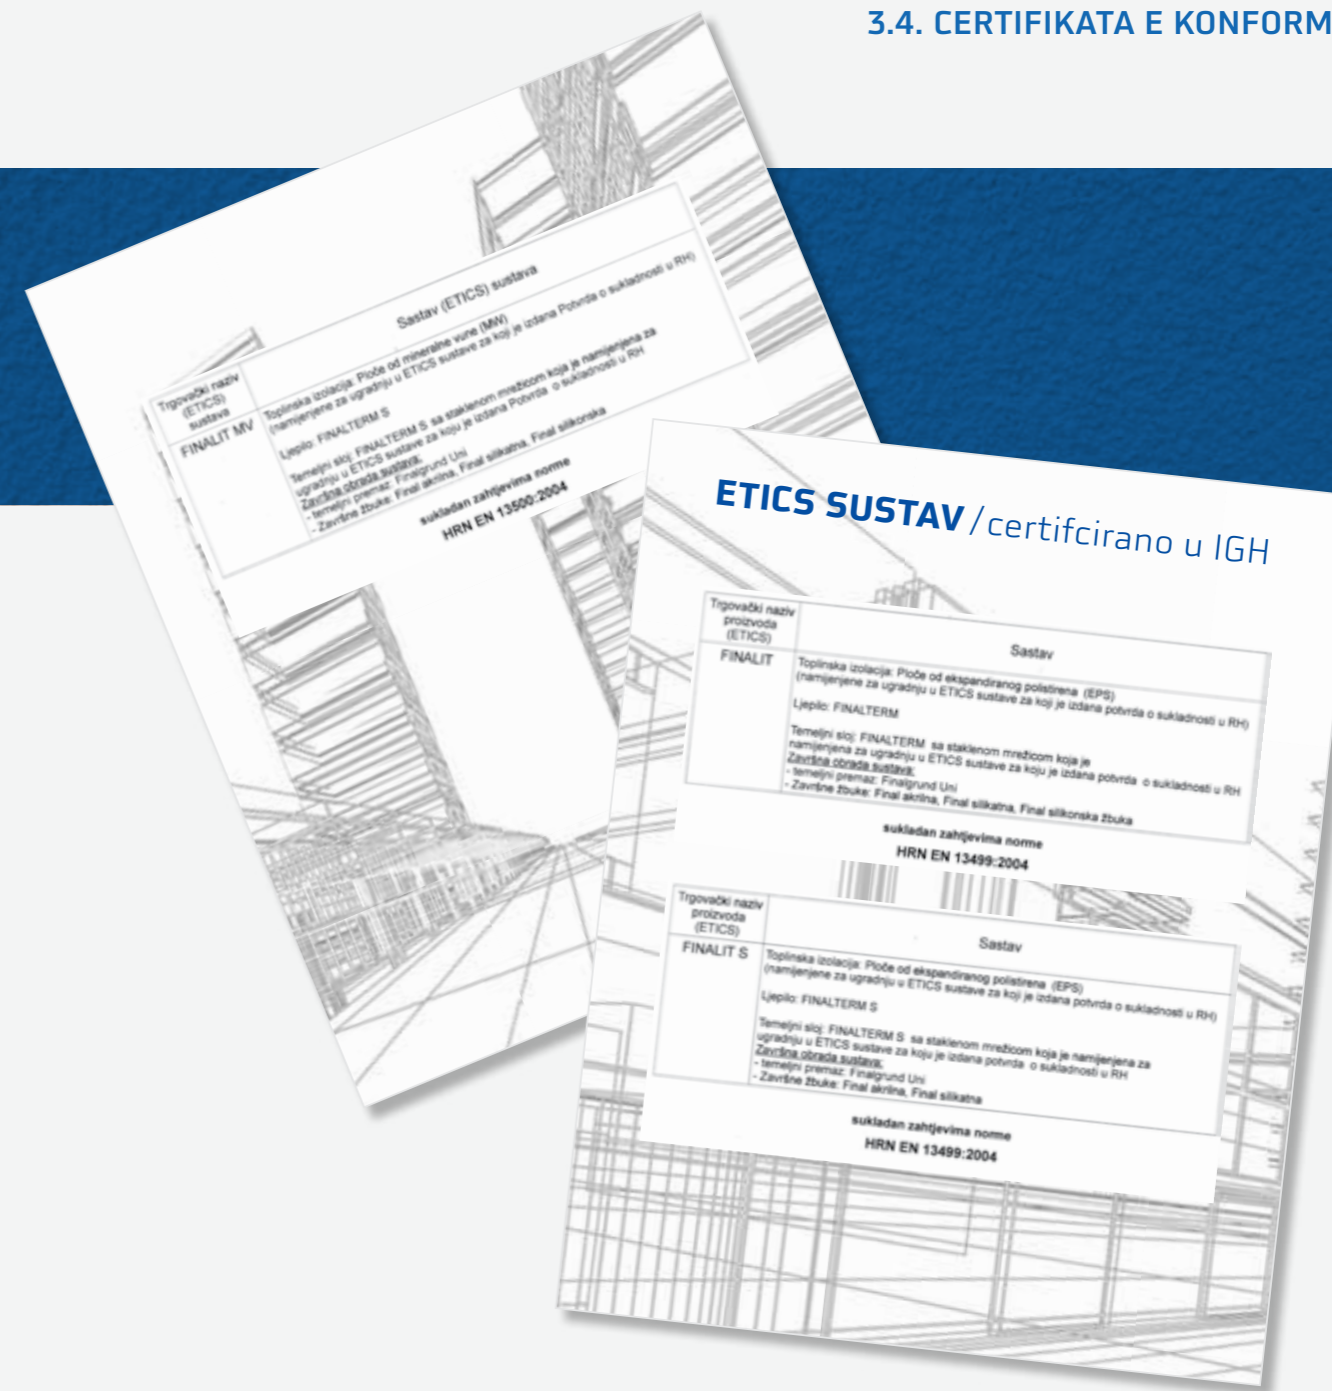 3.4. CERTIFIKATA E KONFORM
Sastav (ETICS) sustava
Trgovački naziv
(ETICS)
sustava
FINALIT MV
Toplinska izolacija: Ploče od mineralne vune (MW)
(namijenjene za ugradnju u ETICS sustave za koji je izdana Potvrda o sukladnosti u RH)
Ljepilo: FINALTERM S
Temeljni sloj: FINALTERM S sa staklenom mrežicom koja je namijenjena za
ugradnju u ETICS sustave za koju je izdana Potvrda o sukladnosti u RH
Završna obrada sustava:
- temeljni premaz: Finalgrund Uni
- Završne žbuke: Final akrilna, Final silikatna, Final silikonska
sukladan zahtjevima norme
HRN EN 13500:2004
ETICS SUSTAV / certifcirano u IGH
Trgovački naziv
proizvoda
(ETICS)
Sastav
FINALIT
Toplinska izolacija: Ploče od ekspandiranog polistirena (EPS)
(namijenjene za ugradnju u ETICS sustave za koji je izdana potvrda o sukladnosti u RH)
Ljepilo: FINALTERM
Temeljni sloj: FINALTERM sa staklenom mrežicom koja je
namijenjena za ugradnju u ETICS sustave za koju je izdana potvrda o sukladnosti u RH
Završna obrada sustava:
- temeljni premaz: Finalgrund Uni
- Završne žbuke: Final akrilna, Final silikatna, Final silikonska žbuka
sukladan zahtjevima norme
HRN EN 13499:2004
Trgovački naziv
proizvoda
(ETICS)
Sastav
FINALIT S
Toplinska izolacija: Ploče od ekspandiranog polistirena (EPS)
(namijenjene za ugradnju u ETICS sustave za koji je izdana potvrda o sukladnosti u RH)
Ljepilo: FINALTERM S
Temeljni sloj: FINALTERM S sa staklenom mrežicom koja je namijenjena za
ugradnju u ETICS sustave za koju je izdana potvrda o sukladnosti u RH
Završna obrada sustava:
- temeljni premaz: Finalgrund Uni
- Završne žbuke: Final akrilna, Final silikatna
sukladan zahtjevima norme
HRN EN 13499:2004